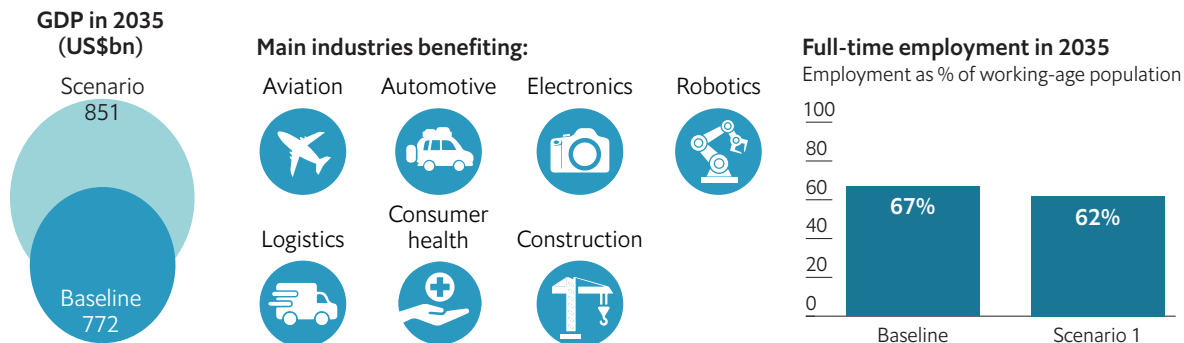 GDP in 2035
(US$bn)
Scenario
851
Baseline
772
Main industries benefiting:
Aviation
Automotive
Electronics
Robotics
Logistics
Consumer
health
Construction
Full-time employment in 2035
Employment as % of working-age population
100
80
60
40
20
0
67%
62%
Baseline
Scenario 1